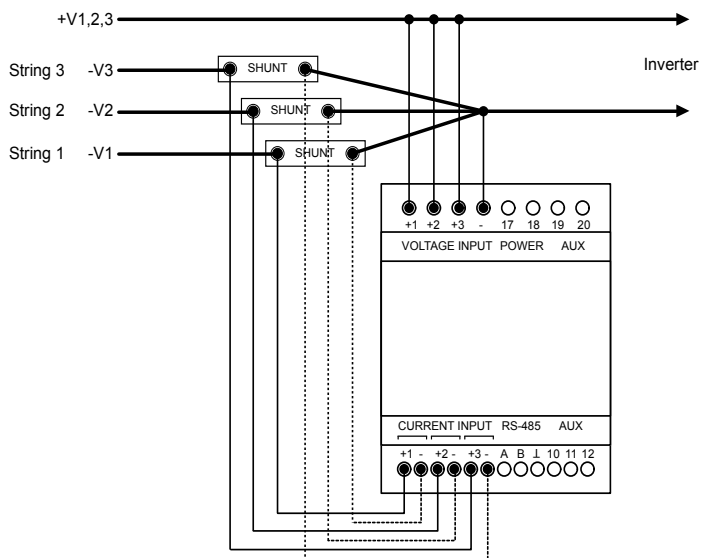 +V1,2,3
String 3 -V3 SHUNT Inverter
String 2 -V2 SHUNT
String 1 -V1 SHUNT
+1 +2 +3 - 17 18 19 20
VOLTAGE INPUT POWER AUX
CURRENT INPUT RS-485 AUX
+1 - +2 - +3 - A B ⊥ 10 11 12